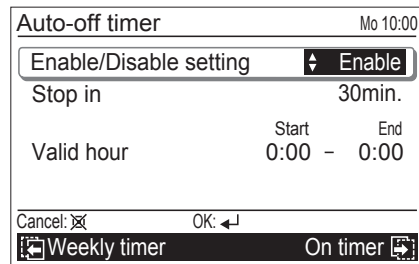 Auto-off timer Mo 10:00
Enable/Disable setting Enable
Stop in 30min.
Start End
Valid hour 0:00 – 0:00
Cancel: OK:
Weekly timer On timer